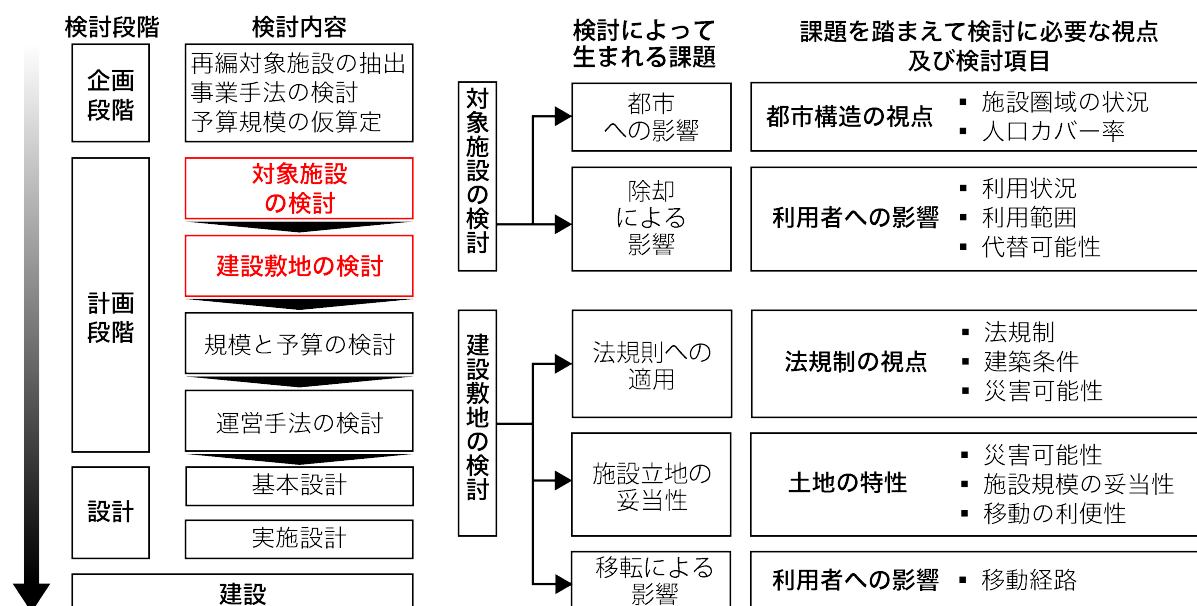 検討段階
検討内容
企画
段階
再編対象施設の抽出
事業手法の検討
予算規模の仮算定
計画
段階
対象施設
の検討
建設敷地の検討
規模と予算の検討
運営手法の検討
設計
基本設計
実施設計
建設
検討によって
生まれる課題
課題を踏まえて検討に必要な視点
及び検討項目
対象施設の検討
都市
への影響
都市構造の視点
▪ 施設圏域の状況
▪ 人口カバー率
除却
による
影響
利用者への影響
▪ 利用状況
▪ 利用範囲
▪ 代替可能性
建設敷地の検討
法規則への
適用
法規制の視点
▪ 法規制
▪ 建築条件
▪ 災害可能性
施設立地の
妥当性
土地の特性
▪ 災害可能性
▪ 施設規模の妥当性
▪ 移動の利便性
移転による
影響
利用者への影響
▪ 移動経路